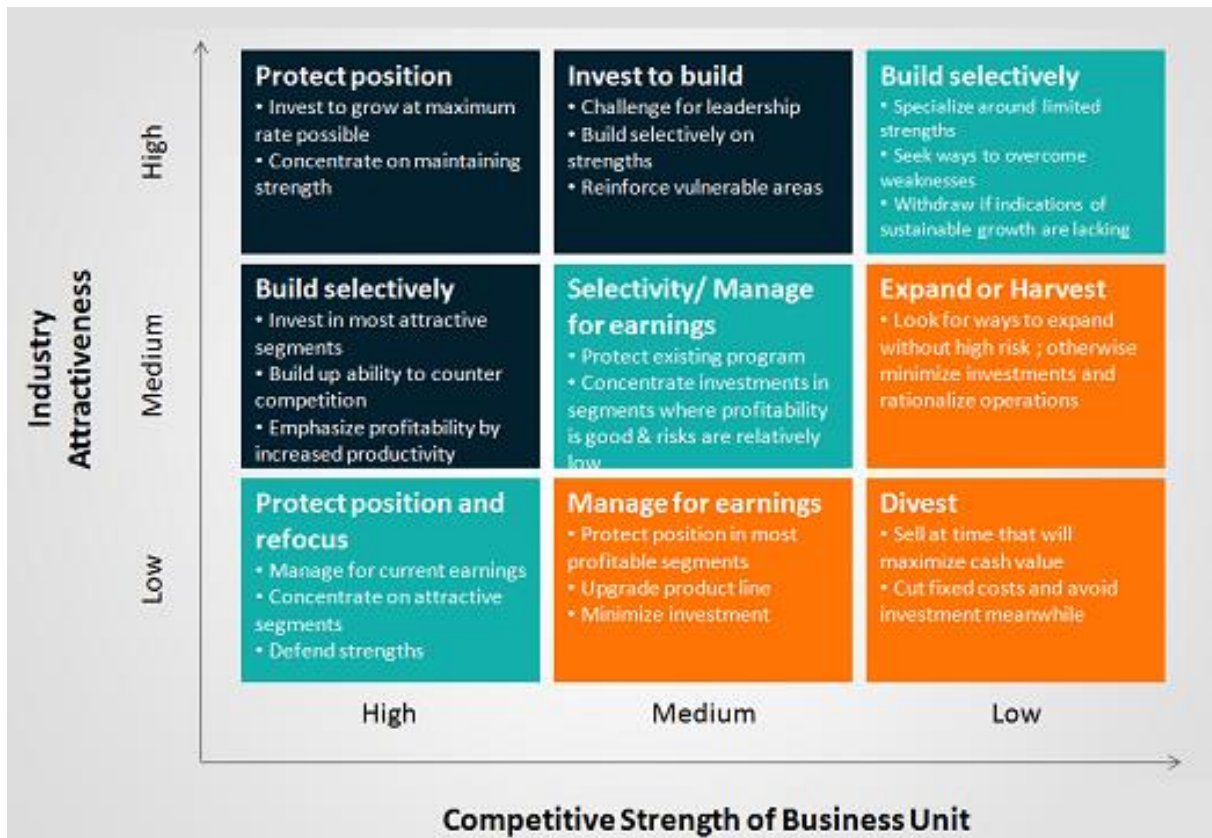 Industry
Attractiveness
High
Protect position
• Invest to grow at maximum
rate possible
• Concentrate on maintaining
strength
Invest to build
• Challenge for leadership
• Build selectively on
strengths
• Reinforce vulnerable areas
Build selectively
• Specialize around limited
strengths
• Seek ways to overcome
weaknesses
• Withdraw if indications of
sustainable growth are lacking
Medium
Build selectively
• Invest in most attractive
segments
• Build up ability to counter
competition
• Emphasize profitability by
increased productivity
Selectivity/ Manage
for earnings
• Protect existing program
• Concentrate investments in
segments where profitability
is good & risks are relatively
low
Expand or Harvest
• Look for ways to expand
without high risk ; otherwise
minimize investments and
rationalize operations
Low
Protect position and
refocus
• Manage for current earnings
• Concentrate on attractive
segments
• Defend strengths
Manage for earnings
• Protect position in most
profitable segments
• Upgrade product line
• Minimize investment
Divest
• Sell at time that will
maximize cash value
• Cut fixed costs and avoid
investment meanwhile
High
Medium
Low
Competitive Strength of Business Unit